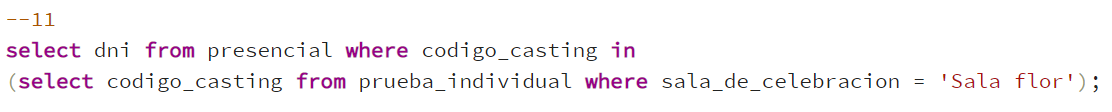 --11
select dni from presencial where codigo_casting in
(select codigo_casting from prueba_individual where sala_de_celebracion = 'Sala flor');